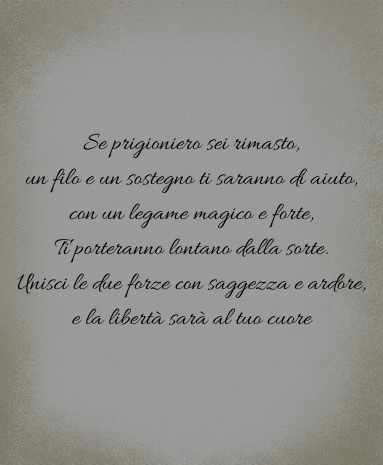 Se prigioniero sei rimasto,
un filo e un sostegno ti saranno di aiuto,
con un legame magico e forte,
Ti porteranno lontano dalla sorte.
Unisci le due forze con saggezza e ardore,
e la libertà sarà al tuo cuore